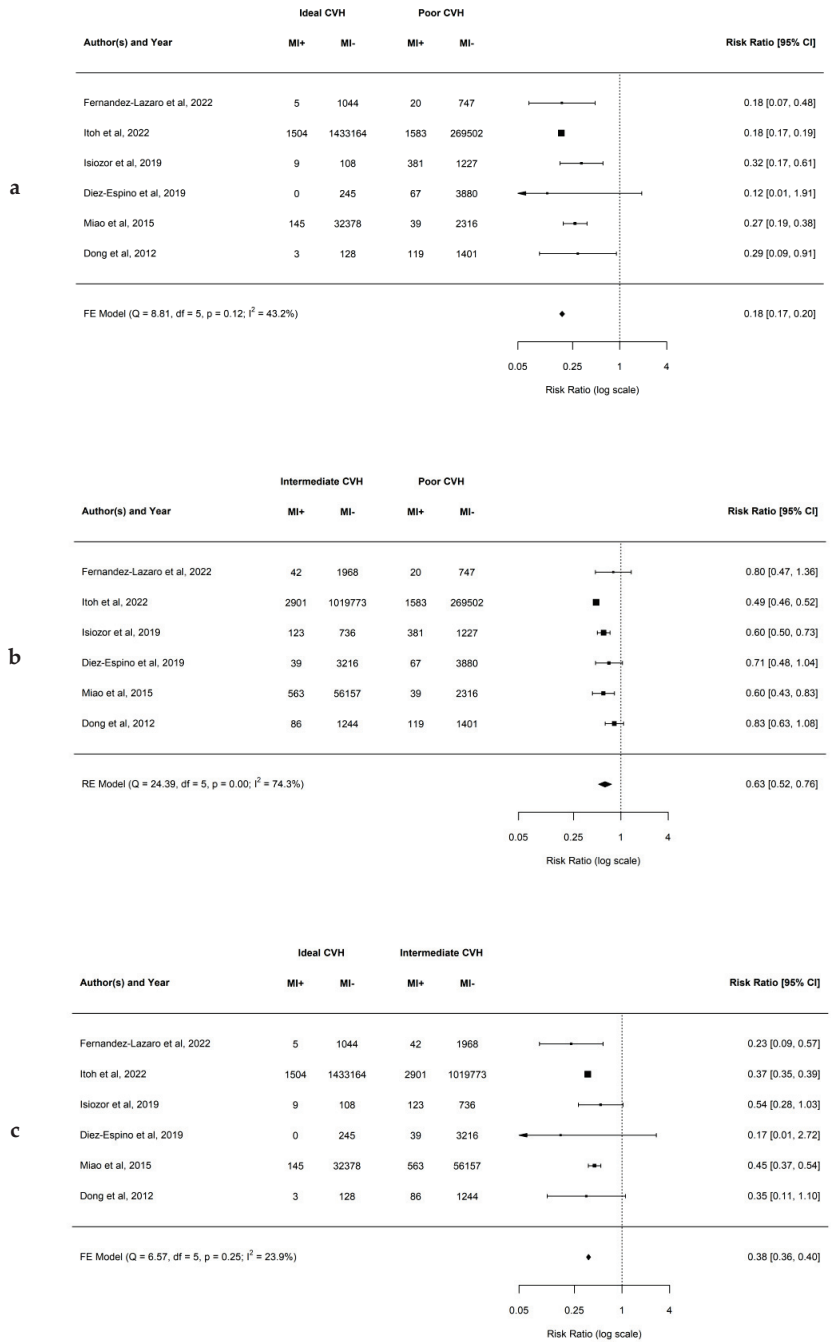 Ideal CVH Poor CVH
Author(s) and Year MI+ MI- MI+ MI- Risk Ratio [95% CI]
Fernandez-Lazaro et al, 2022 5 1044 20 747 0.18 [0.07, 0.48]
Itoh et al, 2022 1504 1433164 1583 269502 0.18 [0.17, 0.19]
Isiozor et al, 2019 9 108 381 1227 0.32 [0.17, 0.61]
a
Diez-Espino et al, 2019 0 245 67 3880 0.12 [0.01, 1.91]
Miao et al, 2015 145 32378 39 2316 0.27 [0.19, 0.38]
Dong et al, 2012 3 128 119 1401 0.29 [0.09, 0.91]
FE Model (Q = 8.81, df = 5, p = 0.12; I² = 43.2%) 0.18 [0.17, 0.20]
0.05 0.25 1 4
Risk Ratio (log scale)
Intermediate CVH Poor CVH
Author(s) and Year MI+ MI- MI+ MI- Risk Ratio [95% CI]
Fernandez-Lazaro et al, 2022 42 1968 20 747 0.80 [0.47, 1.36]
Itoh et al, 2022 2901 1019773 1583 269502 0.49 [0.46, 0.52]
Isiozor et al, 2019 123 736 381 1227 0.60 [0.50, 0.73]
b
Diez-Espino et al, 2019 39 3216 67 3880 0.71 [0.48, 1.04]
Miao et al, 2015 563 56157 39 2316 0.60 [0.43, 0.83]
Dong et al, 2012 86 1244 119 1401 0.83 [0.63, 1.08]
RE Model (Q = 24.39, df = 5, p = 0.00; I² = 74.3%) 0.63 [0.52, 0.76]
0.05 0.25 1 4
Risk Ratio (log scale)
Ideal CVH Intermediate CVH
Author(s) and Year MI+ MI- MI+ MI- Risk Ratio [95% CI]
Fernandez-Lazaro et al, 2022 5 1044 42 1968 0.23 [0.09, 0.57]
Itoh et al, 2022 1504 1433164 2901 1019773 0.37 [0.35, 0.39]
Isiozor et al, 2019 9 108 123 736 0.54 [0.28, 1.03]
c
Diez-Espino et al, 2019 0 245 39 3216 0.17 [0.01, 2.72]
Miao et al, 2015 145 32378 563 56157 0.45 [0.37, 0.54]
Dong et al, 2012 3 128 86 1244 0.35 [0.11, 1.10]
FE Model (Q = 6.57, df = 5, p = 0.25; I² = 23.9%) 0.38 [0.36, 0.40]
0.05 0.25 1 4
Risk Ratio (log scale)